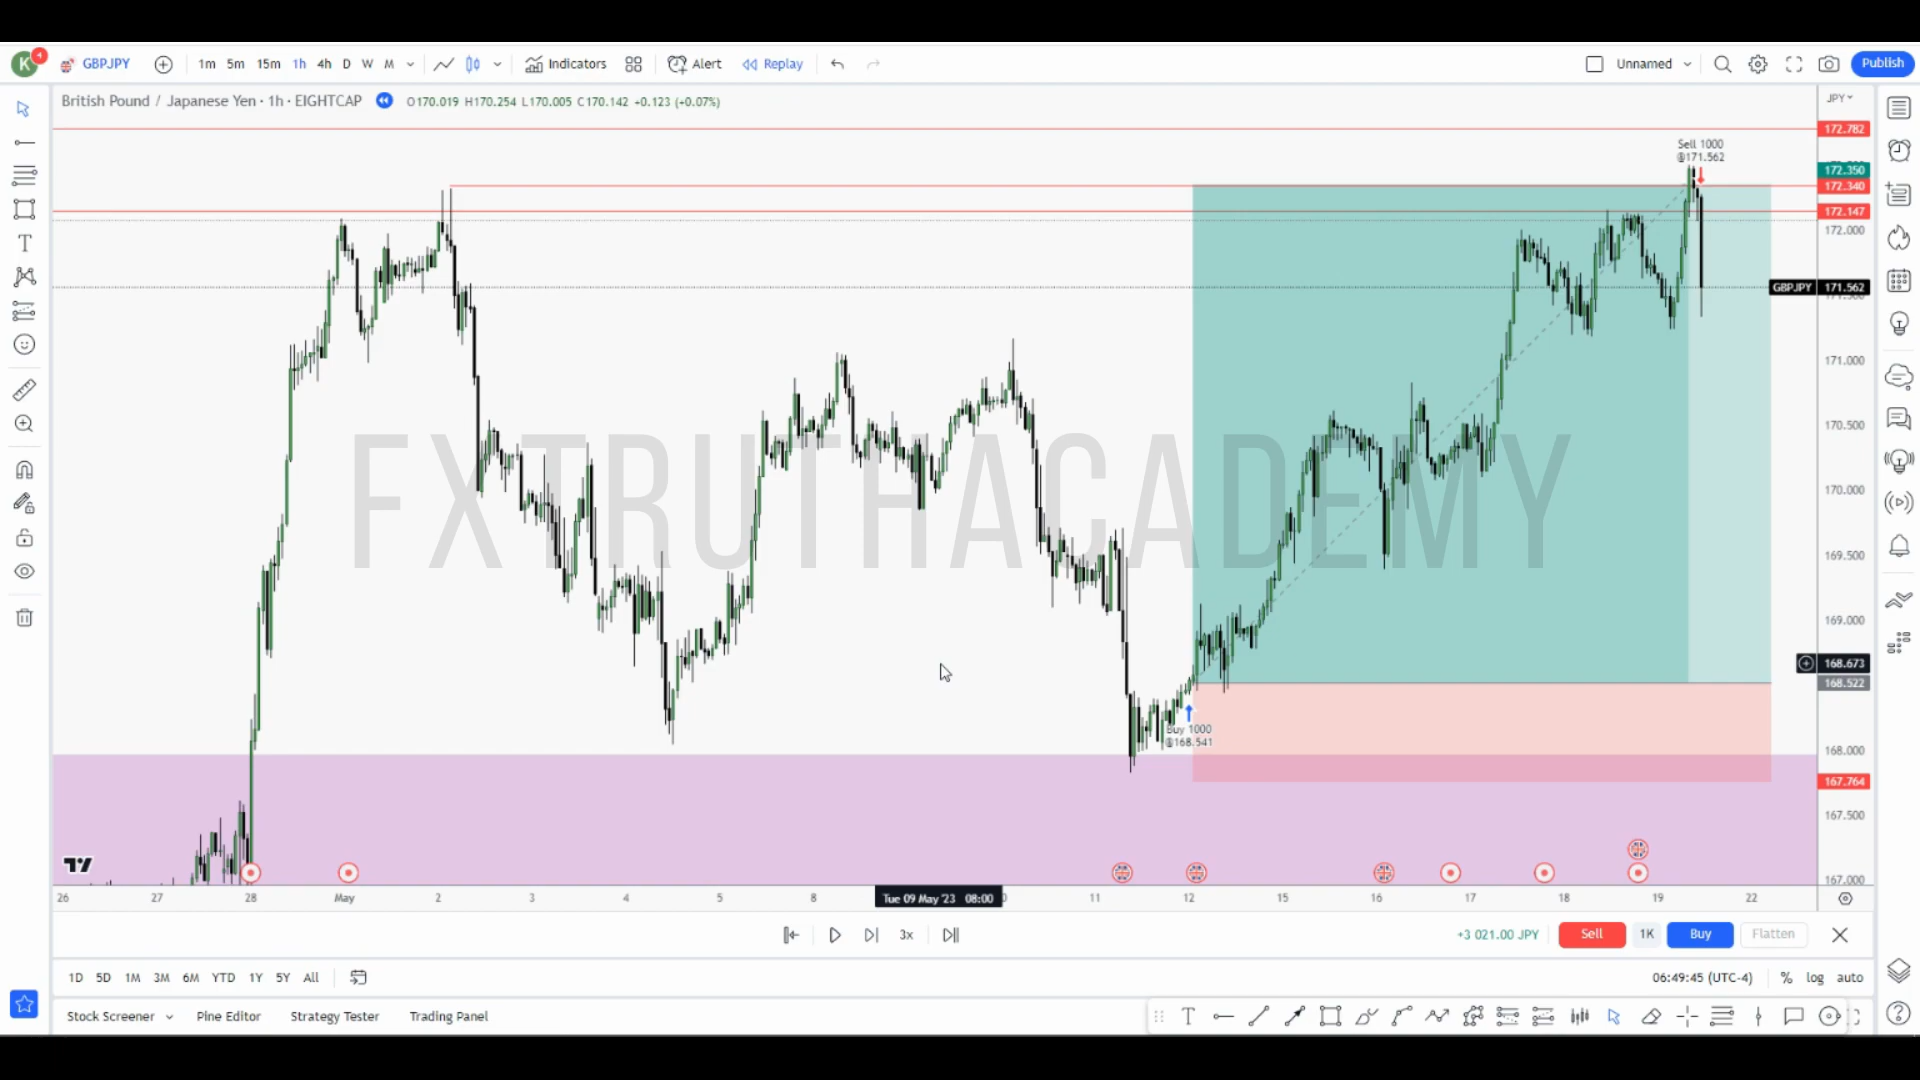 K 4 GBPJPY 1m 5m 15m 1h 4h D W M Indicators Alert Replay Unnamed Publish
British Pound / Japanese Yen · 1h · EIGHTCAP O170.019 H170.254 L170.005 C170.142 +0.123 (+0.07%) JPY
172.782
Sell 1000
@171.562
172.350
172.340
172.147
172.000
GBPJPY 171.562
171.000
170.500
FXTRUTHACADEMY
170.000
169.500
169.000
168.673
168.522
Buy 1000
@168.541
168.000
167.764
167.500
167.000
26 27 28 May 2 3 4 5 8 Tue 09 May '23 08:00 11 12 15 16 17 18 19 22
3x +3 021.00 JPY Sell 1K Buy Flatten
1D 5D 1M 3M 6M YTD 1Y 5Y All 06:49:45 (UTC-4) % log auto
Stock Screener Pine Editor Strategy Tester Trading Panel